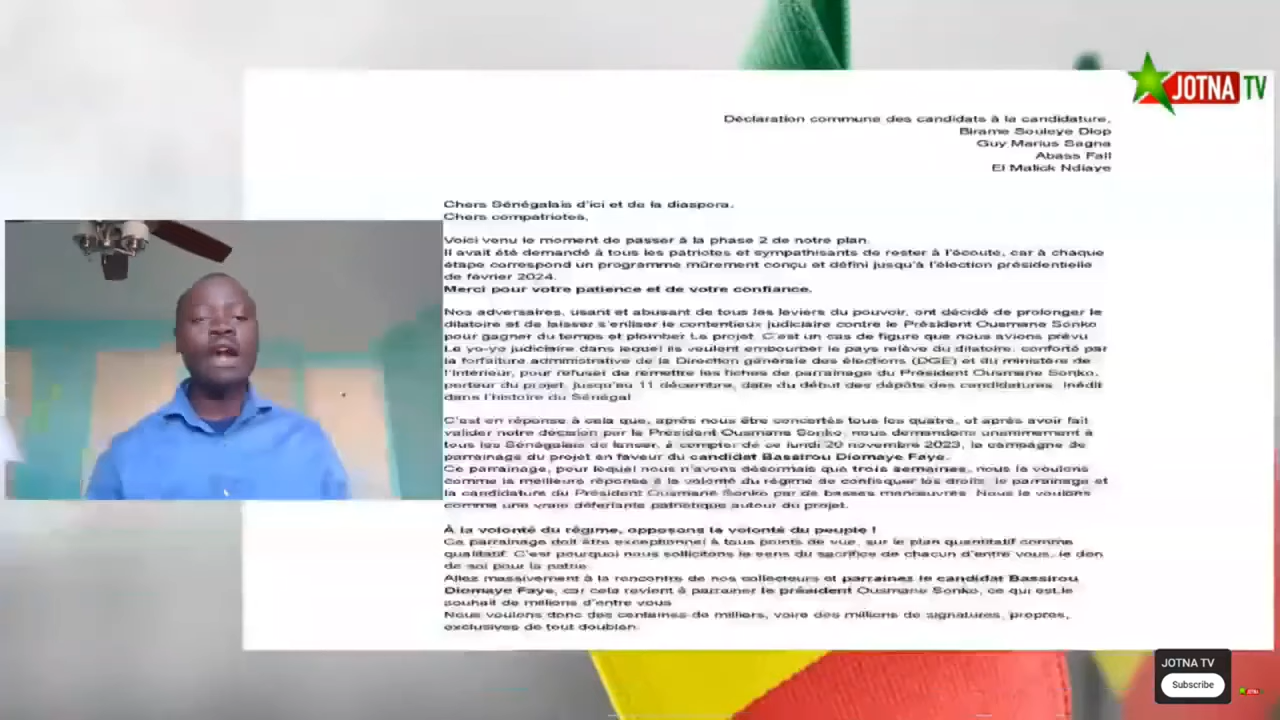 JOTNA TV
Déclaration commune des candidats à la candidature,
Birame Souleye Diop
Guy Marius Sagna
Abass Fall
El Malick Ndiaye
Chers Sénégalais d'ici et de la diaspora.
Chers compatriotes,
Voici venu le moment de passer à la phase 2 de notre plan.
Il avait été demandé à tous les patriotes et sympathisants de rester à l'écoute, car à chaque
étape correspond un programme mûrement conçu et défini jusqu'à l'élection présidentielle
de février 2024.
Merci pour votre patience et de votre confiance.
Nos adversaires, usant et abusant de tous les leviers du pouvoir, ont décidé de prolonger le
dilatoire et de laisser s'enliser le contentieux judiciaire contre le Président Ousmane Sonko
pour gagner du temps et plomber Le projet. C'est un cas de figure que nous avions prévu
Le yo-yo judiciaire dans lequel ils veulent embourber le pays relève du dilatoire. conforté par
la forfaiture administrative de la Direction générale des élections (DGE) et du ministère de
l'Intérieur, pour refuser de remettre les fiches de parrainage du Président Ousmane Sonko,
porteur du projet, jusqu'au 11 décembre, date du début des dépôts des candidatures. Inédit
dans l'histoire du Sénégal
C'est en réponse à cela que, après nous être concertés tous les quatre, et après avoir fait
valider notre décision par le Président Ousmane Sonko, nous demandons unanimement à
tous les Sénégalais de lancer, à compter de ce lundi 20 novembre 2023, la campagne de
parrainage du projet en faveur du candidat Bassirou Diomaye Faye.
Ce parrainage, pour lequel nous n'avons désormais que trois semaines, nous le voulons
comme la meilleure réponse à la volonté du régime de confisquer les droits, le parrainage et
la candidature du Président Ousmane Sonko par de basses manœuvres. Nous le voulons
comme une vraie déferlante patriotique autour du projet.
À la volonté du régime, opposons la volonté du peuple !
Ce parrainage doit être exceptionnel à tous points de vue, sur le plan quantitatif comme
qualitatif. C'est pourquoi nous sollicitons le sens du sacrifice de chacun d'entre vous, le don
de soi pour la patrie.
Allez massivement à la rencontre de nos collecteurs et parrainez le candidat Bassirou
Diomaye Faye, car cela revient à parrainer le président Ousmane Sonko, ce qui est le
souhait de millions d'entre vous
Nous voulons donc des centaines de milliers, voire des millions de signatures, propres,
exclusives de tout doublon.
JOTNA TV
Subscribe